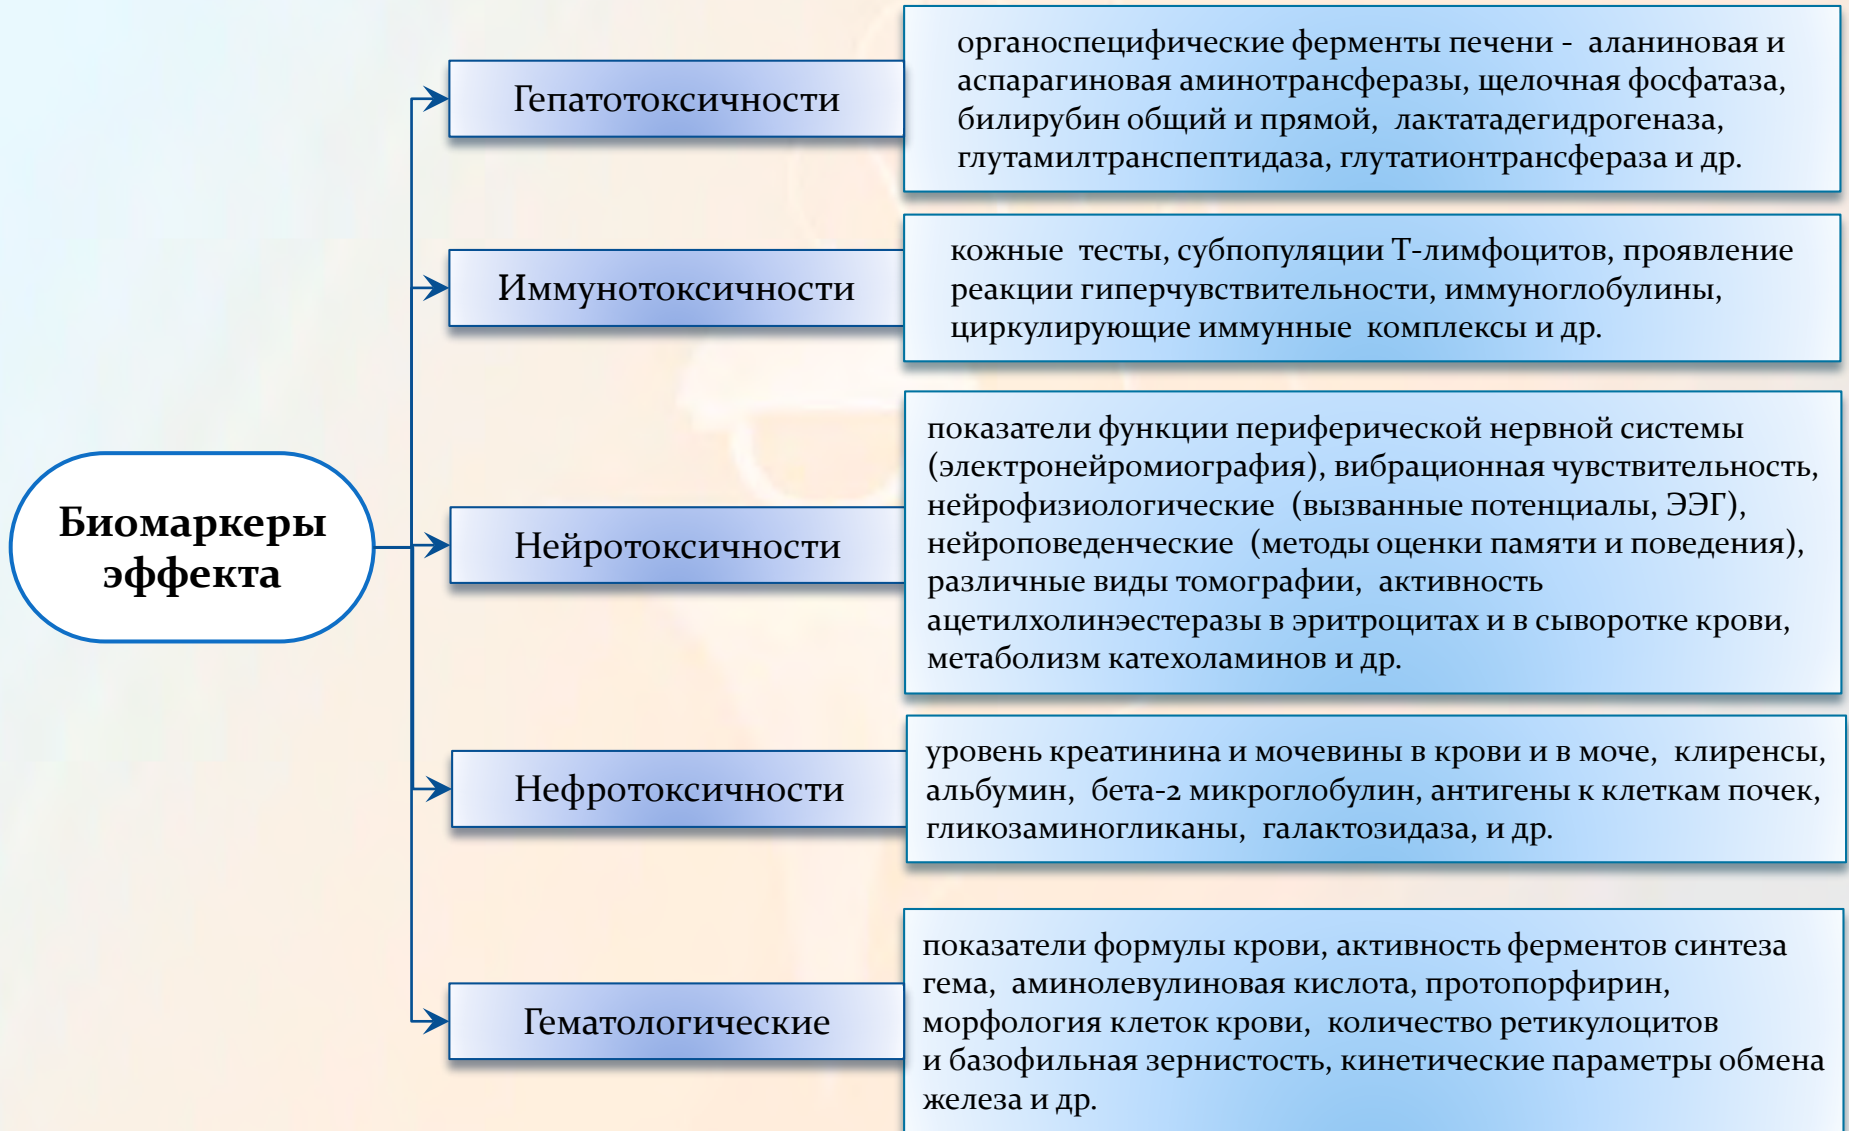 Биомаркеры
эффекта
Гепатотоксичности
органоспецифические ферменты печени - аланиновая и
аспарагиновая аминотрансферазы, щелочная фосфатаза,
билирубин общий и прямой, лактатадегидрогеназа,
глутамилтранспептидаза, глутатионтрансфераза и др.
Иммунотоксичности
кожные тесты, субпопуляции Т-лимфоцитов, проявление
реакции гиперчувствительности, иммуноглобулины,
циркулирующие иммунные комплексы и др.
Нейротоксичности
показатели функции периферической нервной системы
(электронейромиография), вибрационная чувствительность,
нейрофизиологические (вызванные потенциалы, ЭЭГ),
нейроповеденческие (методы оценки памяти и поведения),
различные виды томографии, активность
ацетилхолинэестеразы в эритроцитах и в сыворотке крови,
метаболизм катехоламинов и др.
Нефротоксичности
уровень креатинина и мочевины в крови и в моче, клиренсы,
альбумин, бета-2 микроглобулин, антигены к клеткам почек,
гликозаминогликаны, галактозидаза, и др.
Гематологические
показатели формулы крови, активность ферментов синтеза
гема, аминолевулиновая кислота, протопорфирин,
морфология клеток крови, количество ретикулоцитов
и базофильная зернистость, кинетические параметры обмена
железа и др.